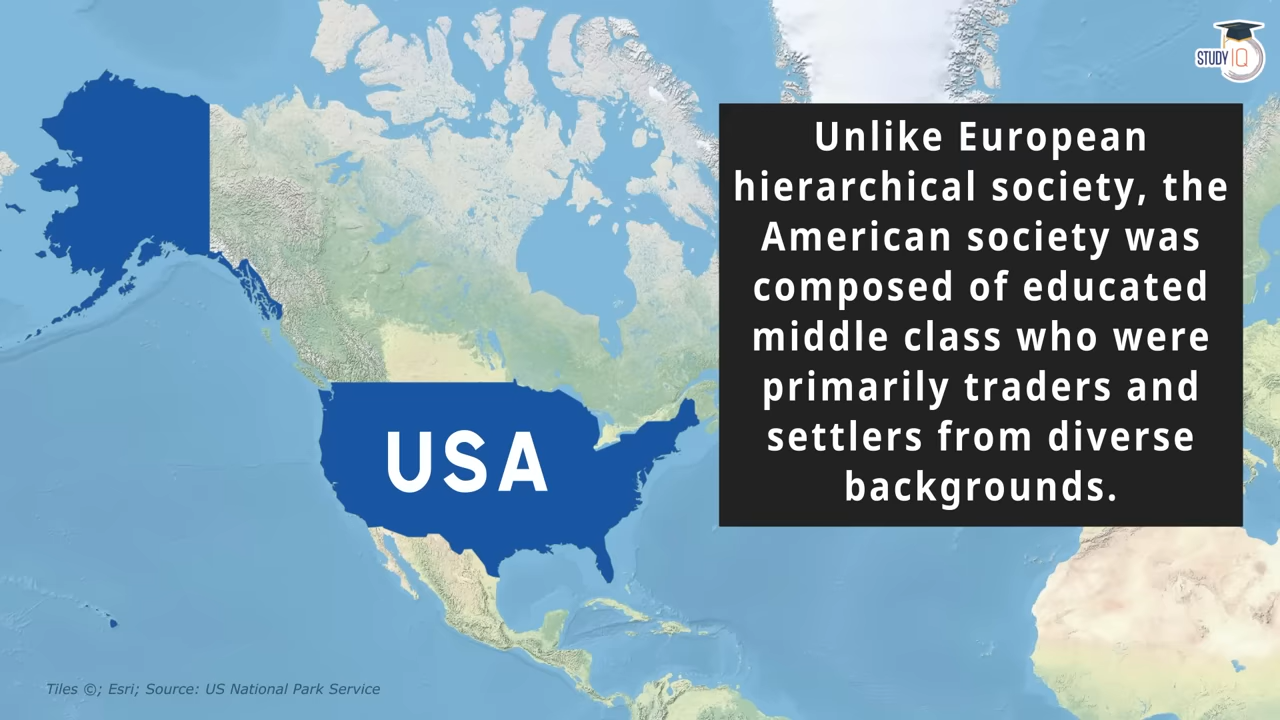 STUDY IQ
Unlike European
hierarchical society, the
American society was
composed of educated
middle class who were
primarily traders and
settlers from diverse
backgrounds.
USA
Tiles ©; Esri; Source: US National Park Service